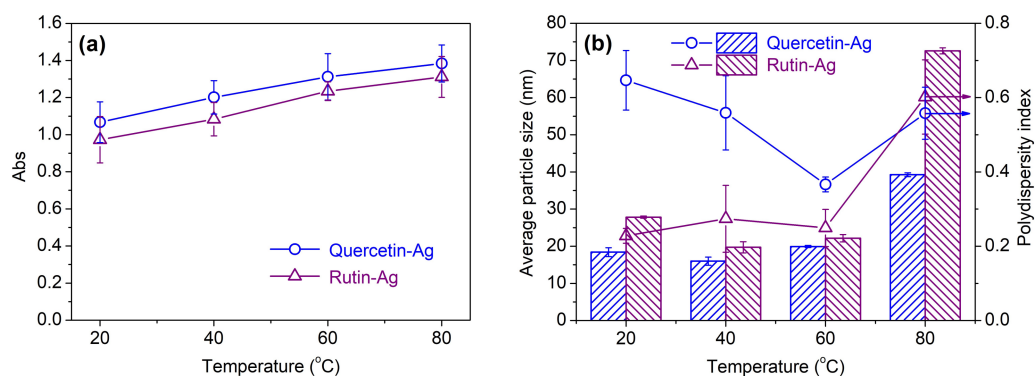 (a)
1.6
1.4
1.2
1.0
0.8
0.6
0.4
0.2
0.0
Abs
Quercetin-Ag
Rutin-Ag
20 40 60 80
Temperature (°C)
(b)
Quercetin-Ag
Rutin-Ag
80
70
60
50
40
30
20
10
0
Average particle size (nm)
0.8
0.6
0.4
0.2
0.0
Polydispersity index
20 40 60 80
Temperature (°C)